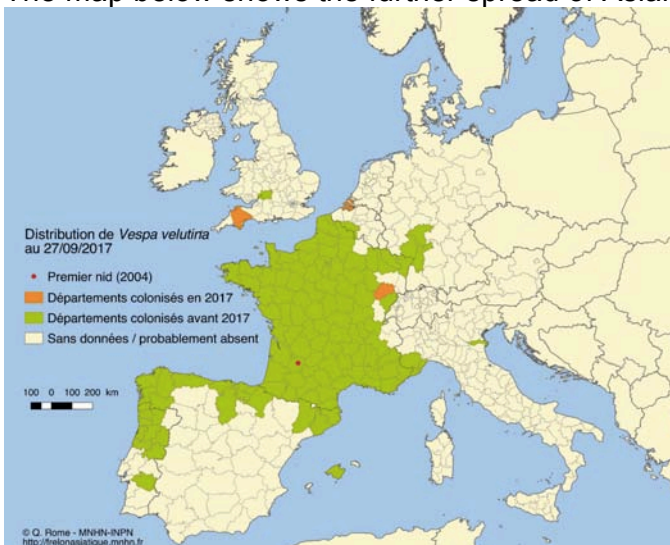 The map below shows the further spread of Asian
Distribution de Vespa velutina
au 27/09/2017
Premier nid (2004)
Départements colonisés en 2017
Départements colonisés avant 2017
Sans données / probablement absent
100 0 100 200 km
© Q. Rome - MNHN-INPN
http://frelonasiatique.mnhn.fr